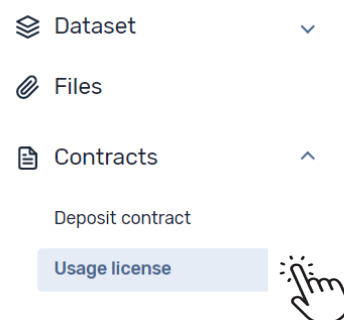 Dataset
Files
Contracts
Deposit contract
Usage license